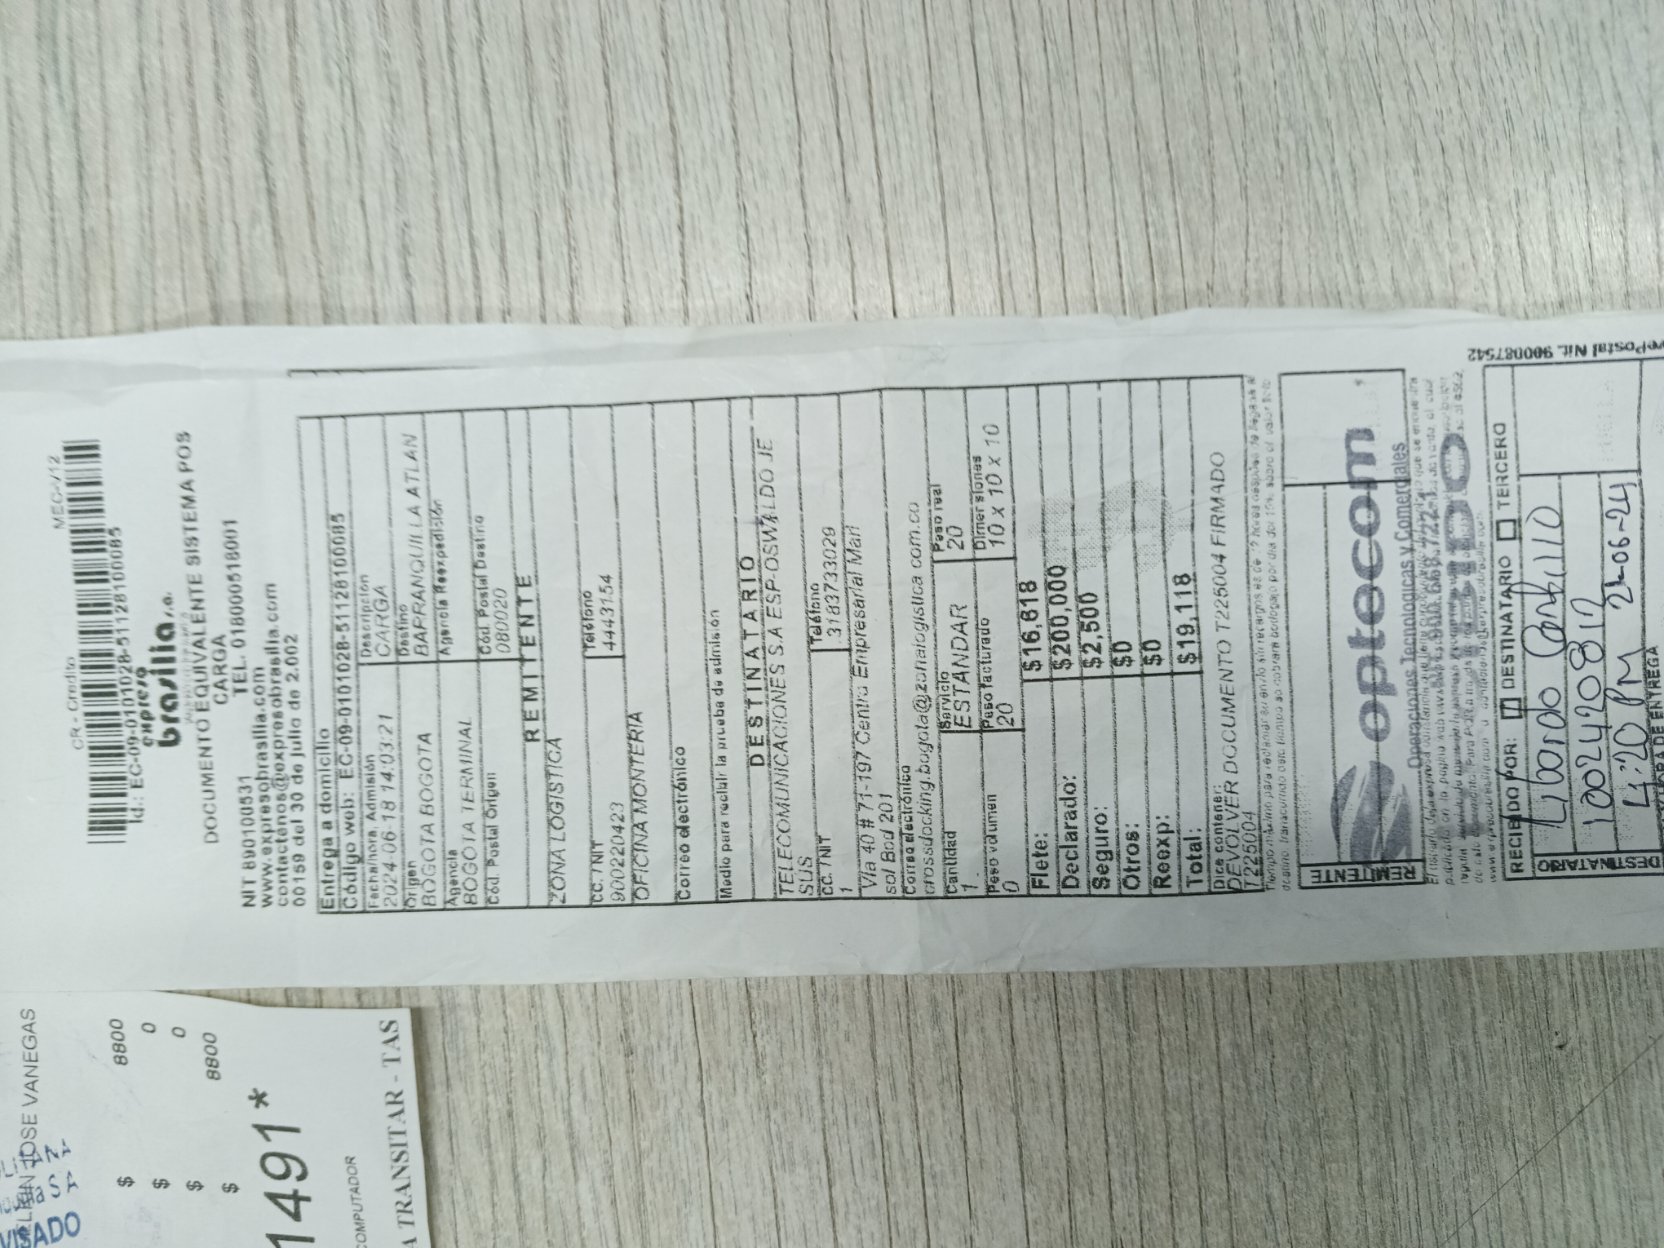 CR - Credito
MEC-V12
Id.: EC-09-0101028-51128100085
expreso
brasilia s.a.
DOCUMENTO EQUIVALENTE SISTEMA POS
CARGA
NIT 890100531 TEL. 018000518001
www.expresobrasilia.com
contactenos@expresobrasilia.com
00159 del 30 de julio de 2.002
Entrega a domicilio
Código web: EC-09-0101028-51128100085
Fecha/hora. Admisión Descripción
2024-06-18 14:03:21 CARGA
Origen Destino
BOGOTA BOGOTA BARRANQUILLA ATLAN
Agencia Agencia Reexpedición
BOGOTA TERMINAL
Cód. Postal Origen Cód. Postal Destino
080020
REMITENTE
ZONA LOGISTICA
CC./NIT Teléfono
900220423 4443154
OFICINA MONTERIA
Correo electrónico
Medio para recibir la prueba de admisión
DESTINATARIO
TELECOMUNICACIONES S.A ESP-OSWALDO JE
SUS
CC./NIT Teléfono
1 3183733029
Via 40 # 71-197 Centro Empresarial Mari
sol Bod 201
Correo electrónico
crossdocking.bogota@zonalogistica.com.co
Cantidad Servicio Peso real
1 ESTANDAR 20
Peso volumen Peso facturado Dimensiones
0 20 10 x 10 x 10
Flete: $16,618
Declarado: $200,000
Seguro: $2,500
Otros: $0
Reexp: $0
Total: $19,118
Dice contener:
DEVOLVER DOCUMENTO T225004 FIRMADO
T225004
REMITENTE
optecom
Operaciones Tecnologicas y Comerciales
RECIBIDO POR: DESTINATARIO TERCERO
DESTINATARIO
1002420812
4:20 PM 21-06-24
HORA DE ENTREGA
Postal Nit. 900087542
JOSE VANEGAS
$ 8800
$ 0
$ 0
$ 8800
1491*
COMPUTADOR
A TRANSITAR - TAS